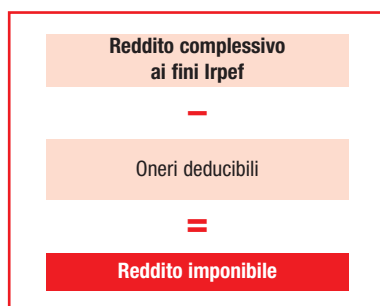 Reddito complessivo
ai fini Irpef
–
Oneri deducibili
=
Reddito imponibile